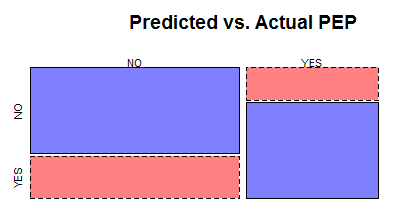 Predicted vs. Actual PEP
NO YES
NO
YES